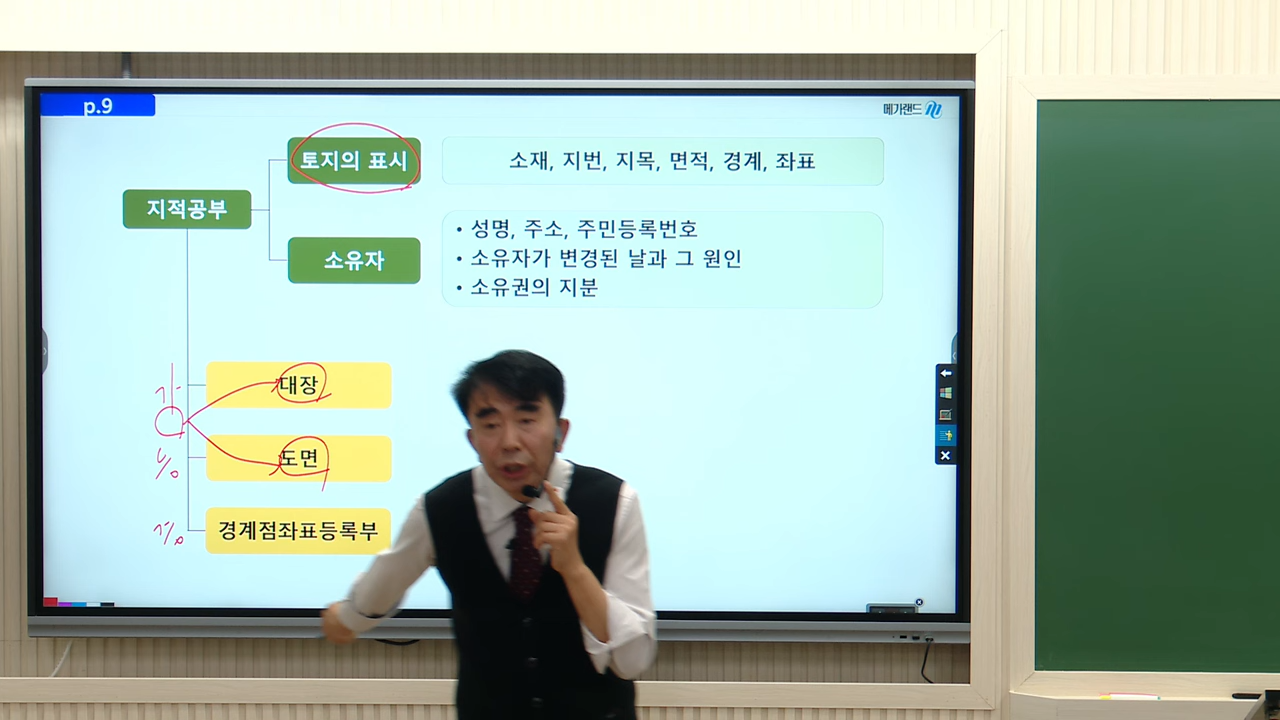 p.9
메가랜드
토지의 표시
소재, 지번, 지목, 면적, 경계, 좌표
지적공부
• 성명, 주소, 주민등록번호
소유자
• 소유자가 변경된 날과 그 원인
• 소유권의 지분
대장
도면
경계점좌표등록부